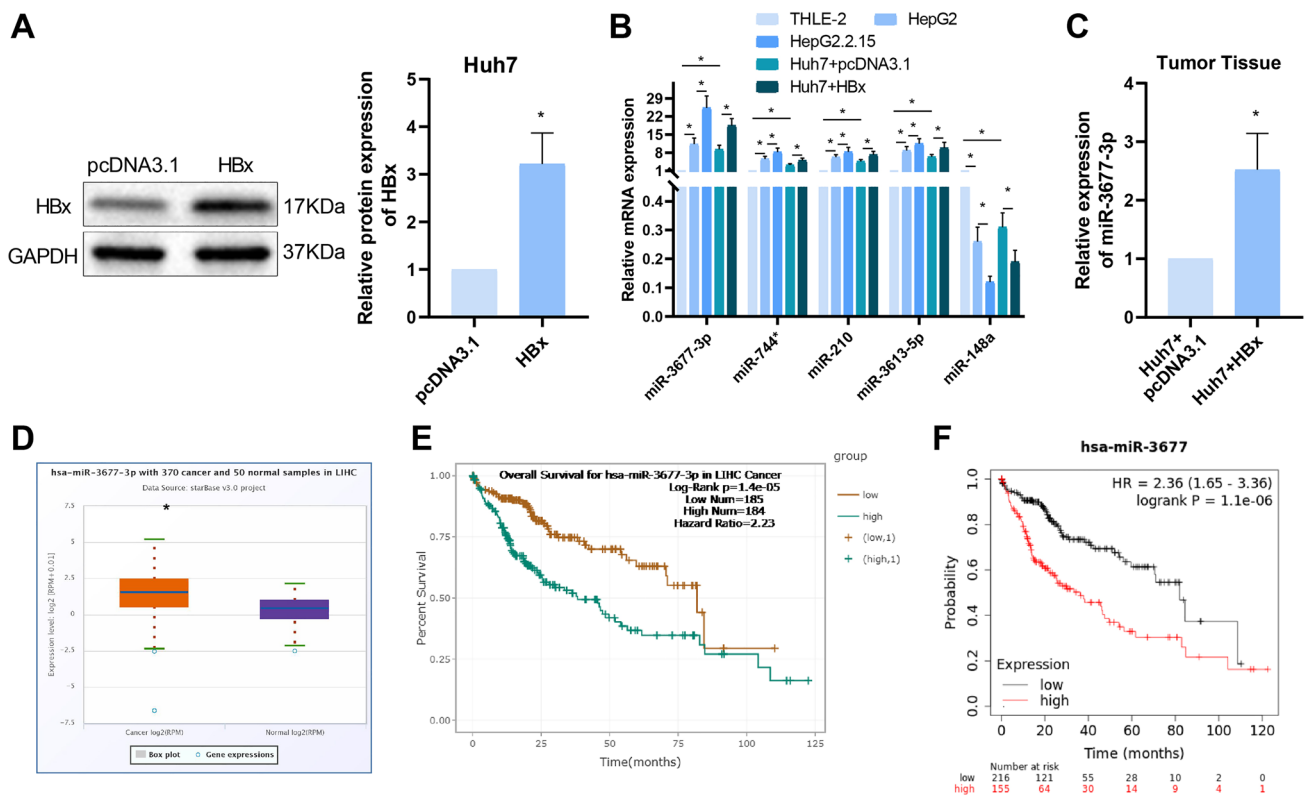 A
pcDNA3.1 HBx
HBx
17KDa
GAPDH
37KDa
Huh7
Relative protein expression
of HBx
5
4
3
2
1
0
*
pcDNA3.1
HBx
B
THLE-2 HepG2
HepG2.2.15
Huh7+pcDNA3.1
Huh7+HBx
Relative mRNA expression
29
22
15
8
1
0.4
0.3
0.2
0.1
0.0
* * * *
* * * *
* * * *
* * * *
* * * *
miR-3677-3p
miR-744*
miR-210
miR-3613-5p
miR-148a
C
Tumor Tissue
Relative expression
of miR-3677-3p
4
3
2
1
0
*
Huh7+
pcDNA3.1
Huh7+HBx
D
hsa-miR-3677-3p with 370 cancer and 50 normal samples in LIHC
Data Source: starBase v3.0 project
Expression level: log2 [RPM+0.01]
7.5
5
2.5
0
-2.5
-5
-7.5
*
Cancer log2(RPM)
Normal log2(RPM)
Box plot Gene expressions
E
Overall Survival for hsa-miR-3677-3p in LIHC Cancer
Log-Rank p=1.4e-05
Low Num=185
High Num=184
Hazard Ratio=2.23
Percent Survival
1.00
0.75
0.50
0.25
0.00
0 25 50 75 100 125
Time(months)
group
low
high
(low,1)
(high,1)
F
hsa-miR-3677
HR = 2.36 (1.65 - 3.36)
logrank P = 1.1e-06
Probability
1.0
0.8
0.6
0.4
0.2
0.0
Expression
low
high
0 20 40 60 80 100 120
Time (months)
Number at risk
low 216 121 55 28 10 2 0
high 155 64 30 14 9 4 1